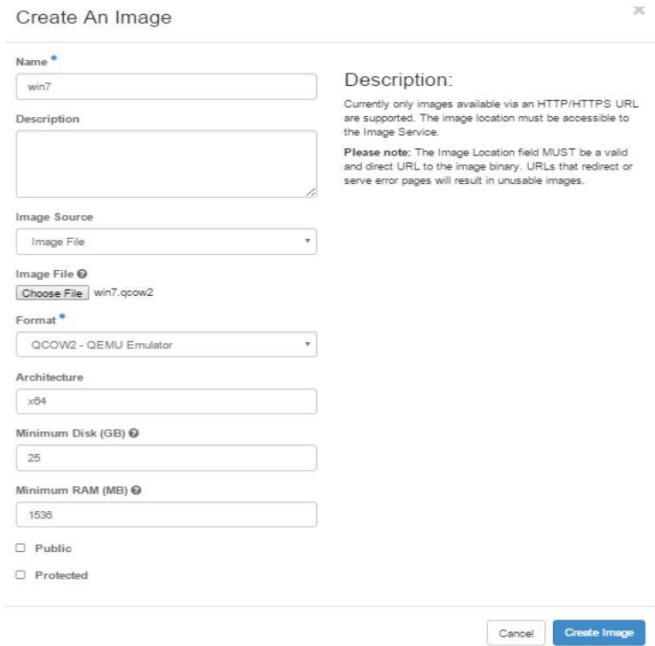 Create An Image
×
Name *
win7
Description
Image Source
Image File
Image File
Choose File win7.qcow2
Format *
QCOW2 - QEMU Emulator
Architecture
x64
Minimum Disk (GB)
25
Minimum RAM (MB)
1536
Public
Protected
Description:
Currently only images available via an HTTP/HTTPS URL
are supported. The image location must be accessible to
the Image Service.
Please note: The Image Location field MUST be a valid
and direct URL to the image binary. URLs that redirect or
serve error pages will result in unusable images.
Cancel
Create Image